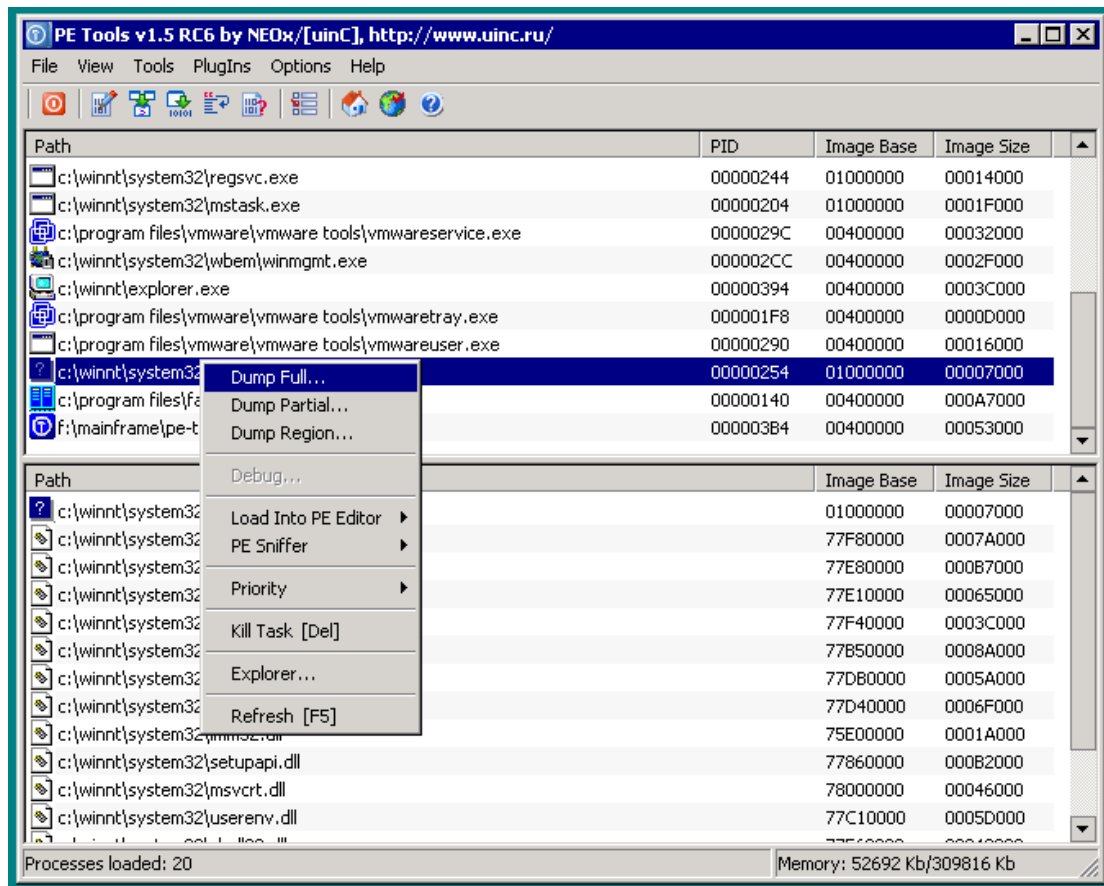 PE Tools v1.5 RC6 by NEOx/[uinC], http://www.uinc.ru/
File View Tools PlugIns Options Help
Path PID Image Base Image Size
c:\winnt\system32\regsvc.exe 00000244 01000000 00014000
c:\winnt\system32\mstask.exe 00000204 01000000 0001F000
c:\program files\vmware\vmware tools\vmwareservice.exe 0000029C 00400000 00032000
c:\winnt\system32\wbem\winmgmt.exe 000002CC 00400000 0002F000
c:\winnt\explorer.exe 00000394 00400000 0003C000
c:\program files\vmware\vmware tools\vmwaretray.exe 000001F8 00400000 0000D000
c:\program files\vmware\vmware tools\vmwareuser.exe 00000290 00400000 00016000
c:\winnt\system32 00000254 01000000 00007000
c:\program files\fa 00000140 00400000 000A7000
f:\mainframe\pe-t 000003B4 00400000 00053000
Dump Full...
Dump Partial...
Dump Region...
Debug...
Load Into PE Editor
PE Sniffer
Priority
Kill Task [Del]
Explorer...
Refresh [F5]
Path Image Base Image Size
c:\winnt\system32 01000000 00007000
c:\winnt\system32 77F80000 0007A000
c:\winnt\system32 77E80000 000B7000
c:\winnt\system32 77E10000 00065000
c:\winnt\system32 77F40000 0003C000
c:\winnt\system32 77B50000 0008A000
c:\winnt\system32 77DB0000 0005A000
c:\winnt\system32 77D40000 0006F000
c:\winnt\system32\imm32.dll 75E00000 0001A000
c:\winnt\system32\setupapi.dll 77860000 000B2000
c:\winnt\system32\msvcrt.dll 78000000 00046000
c:\winnt\system32\userenv.dll 77C10000 0005D000
Processes loaded: 20
Memory: 52692 Kb/309816 Kb